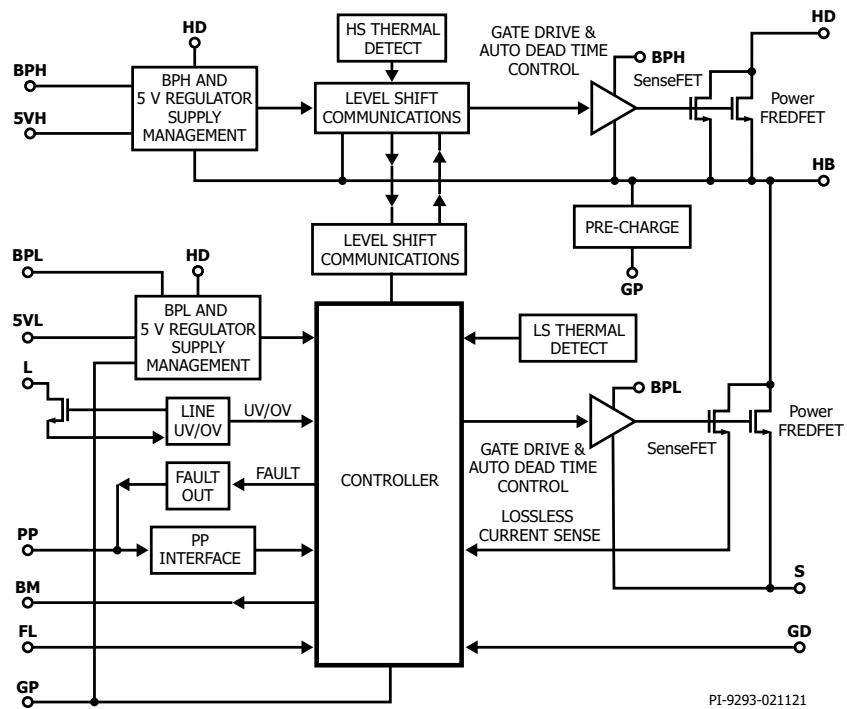 HD
HS THERMAL
DETECT
GATE DRIVE &
AUTO DEAD TIME
CONTROL
HD
BPH
BPH AND
5 V REGULATOR
SUPPLY
MANAGEMENT
LEVEL SHIFT
COMMUNICATIONS
BPH
SenseFET
Power
FREDFET
5VH
HB
PRE-CHARGE
GP
LEVEL SHIFT
COMMUNICATIONS
BPL
HD
BPL AND
5 V REGULATOR
SUPPLY
MANAGEMENT
5VL
LS THERMAL
DETECT
L
LINE
UV/OV
UV/OV
BPL
SenseFET
Power
FREDFET
GATE DRIVE &
AUTO DEAD TIME
CONTROL
FAULT
OUT
FAULT
CONTROLLER
LOSSLESS
CURRENT SENSE
PP
PP
INTERFACE
S
BM
FL
GD
GP
PI-9293-021121